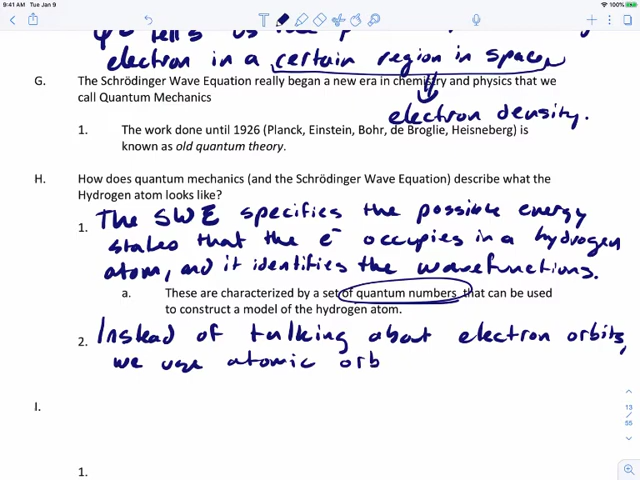 9:41 AM Tue Jan 9
100%
tells us the
electron in a certain region in space
G. The Schrödinger Wave Equation really began a new era in chemistry and physics that we
call Quantum Mechanics
electron density.
1. The work done until 1926 (Planck, Einstein, Bohr, de Broglie, Heisneberg) is
known as old quantum theory.
H. How does quantum mechanics (and the Schrödinger Wave Equation) describe what the
Hydrogen atom looks like?
1. The SWE specifies the possible energy
states that the e⁻ occupies in a hydrogen
atom, and it identifies the wavefunctions.
a. These are characterized by a set of quantum numbers that can be used
to construct a model of the hydrogen atom.
2. Instead of talking about electron orbits,
we use atomic orb
I.
1.
13
/
55